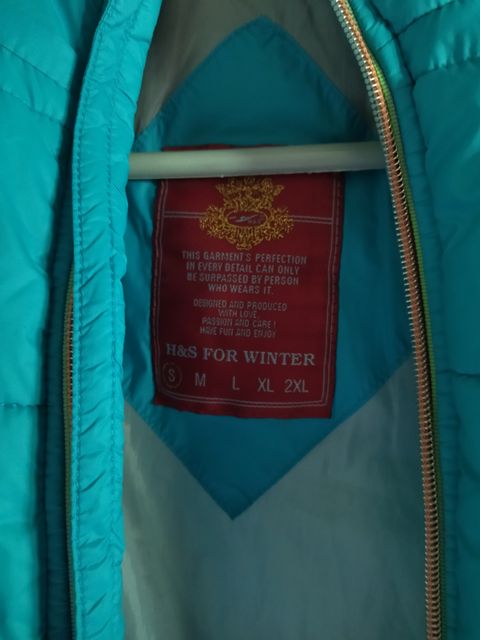 THIS GARMENT'S PERFECTION
IN EVERY DETAIL CAN ONLY
BE SURPASSED BY PERSON
WHO WEARS IT.
DESIGNED AND PRODUCED
WITH LOVE,
PASSION AND CARE!
HAVE FUN AND ENJOY
H&S FOR WINTER
S M L XL 2XL